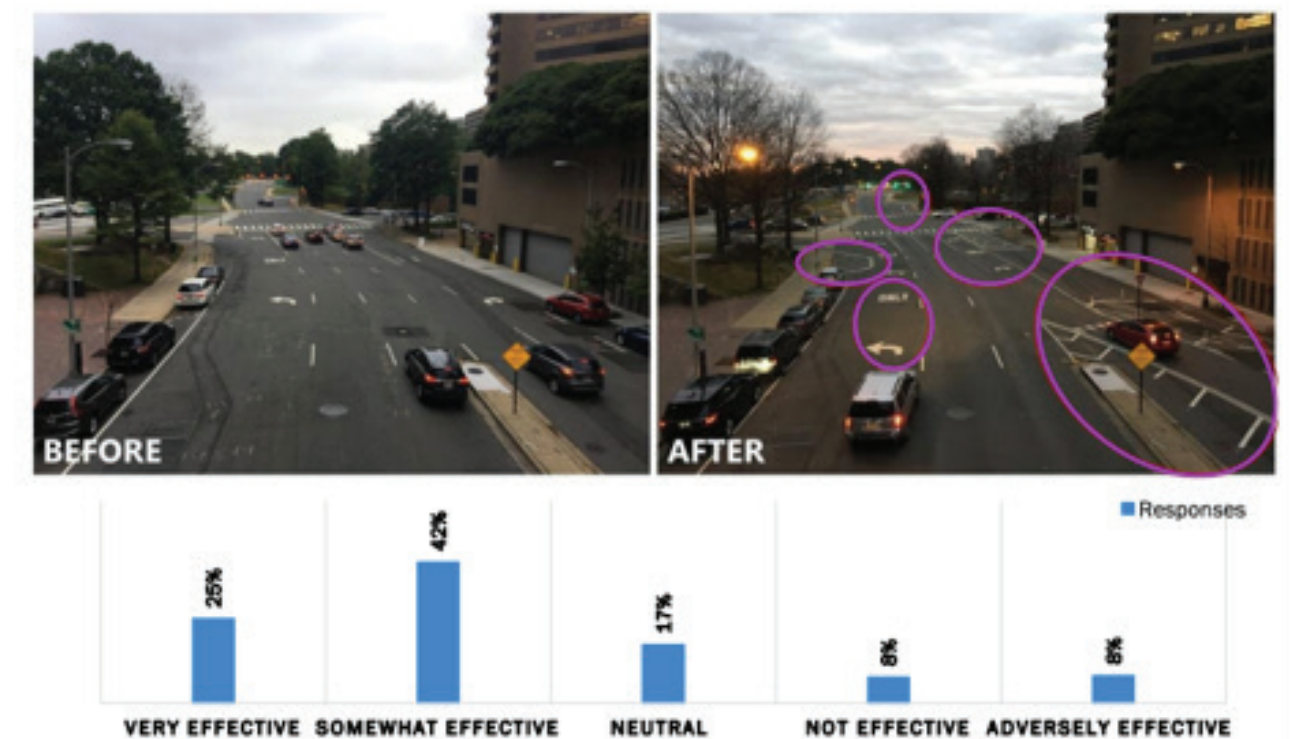 ONLY
BEFORE
AFTER
Responses
25%
42%
17%
8%
8%
VERY EFFECTIVE
SOMEWHAT EFFECTIVE
NEUTRAL
NOT EFFECTIVE
ADVERSELY EFFECTIVE